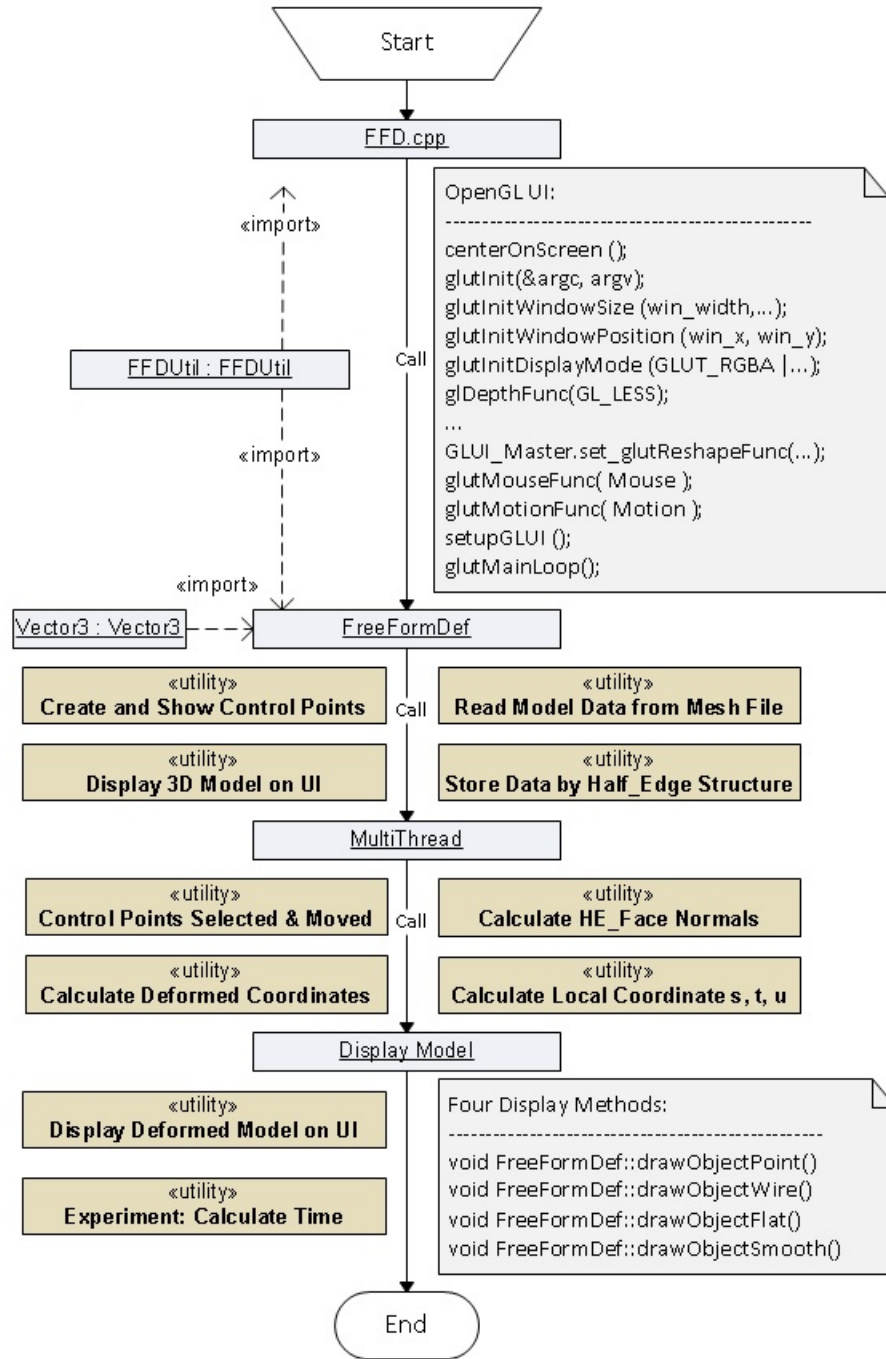 Start
FFD.cpp
«import»
FFDUtil : FFDUtil
«import»
Call
OpenGL UI:
--------------------------------------------------
centerOnScreen ();
glutInit(&argc, argv);
glutInitWindowSize (win_width,...);
glutInitWindowPosition (win_x, win_y);
glutInitDisplayMode (GLUT_RGBA |...);
glDepthFunc(GL_LESS);
...
GLUI_Master.set_glutReshapeFunc(...);
glutMouseFunc( Mouse );
glutMotionFunc( Motion );
setupGLUI ();
glutMainLoop();
«import»
Vector3 : Vector3
FreeFormDef
«utility»
Create and Show Control Points
Call
«utility»
Read Model Data from Mesh File
«utility»
Display 3D Model on UI
«utility»
Store Data by Half_Edge Structure
MultiThread
«utility»
Control Points Selected & Moved
Call
«utility»
Calculate HE_Face Normals
«utility»
Calculate Deformed Coordinates
«utility»
Calculate Local Coordinate s, t, u
Display Model
«utility»
Display Deformed Model on UI
«utility»
Experiment: Calculate Time
Four Display Methods:
--------------------------------------------------
void FreeFormDef::drawObjectPoint()
void FreeFormDef::drawObjectWire()
void FreeFormDef::drawObjectFlat()
void FreeFormDef::drawObjectSmooth()
End